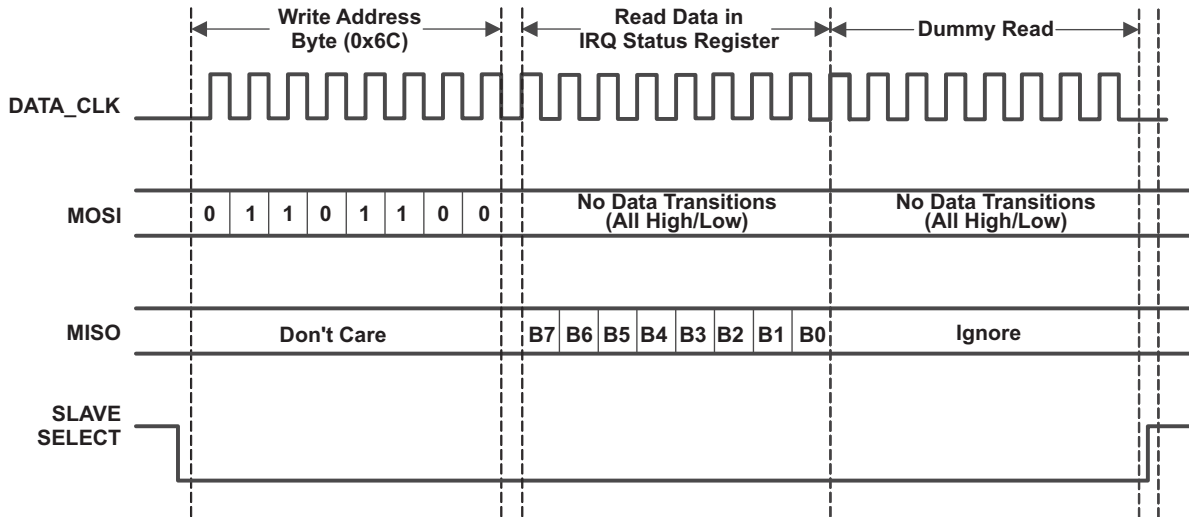 Write Address
Byte (0x6C)
Read Data in
IRQ Status Register
Dummy Read
DATA_CLK
MOSI
0 1 1 0 1 1 0 0
No Data Transitions
(All High/Low)
No Data Transitions
(All High/Low)
MISO
Don't Care
B7 B6 B5 B4 B3 B2 B1 B0
Ignore
SLAVE
SELECT